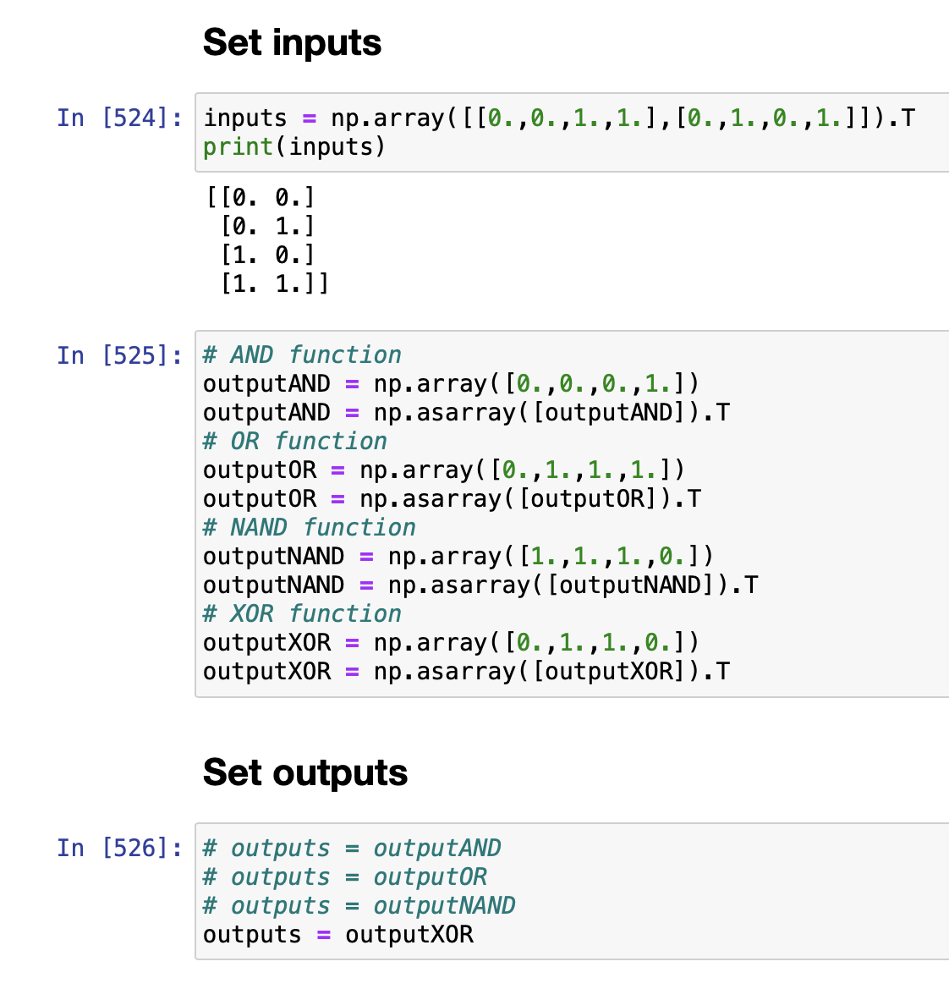 Set inputs
In [524]: inputs = np.array([[0.,0.,1.,1.],[0.,1.,0.,1.]]).T
print(inputs)
[[0. 0.]
 [0. 1.]
 [1. 0.]
 [1. 1.]]
In [525]: # AND function
outputAND = np.array([0.,0.,0.,1.])
outputAND = np.asarray([outputAND]).T
# OR function
outputOR = np.array([0.,1.,1.,1.])
outputOR = np.asarray([outputOR]).T
# NAND function
outputNAND = np.array([1.,1.,1.,0.])
outputNAND = np.asarray([outputNAND]).T
# XOR function
outputXOR = np.array([0.,1.,1.,0.])
outputXOR = np.asarray([outputXOR]).T
Set outputs
In [526]: # outputs = outputAND
# outputs = outputOR
# outputs = outputNAND
outputs = outputXOR